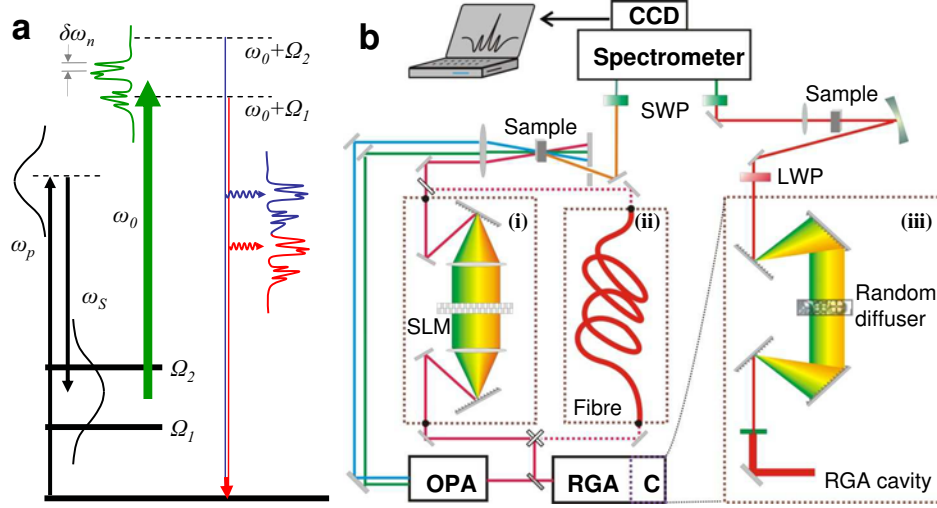 a
δω_n
ω_0+Ω_2
ω_0+Ω_1
ω_p
ω_0
ω_S
Ω_2
Ω_1
b
CCD
Spectrometer
SWP
Sample
Sample
LWP
(i)
(ii)
(iii)
SLM
Random
diffuser
Fibre
OPA
RGA
C
RGA cavity